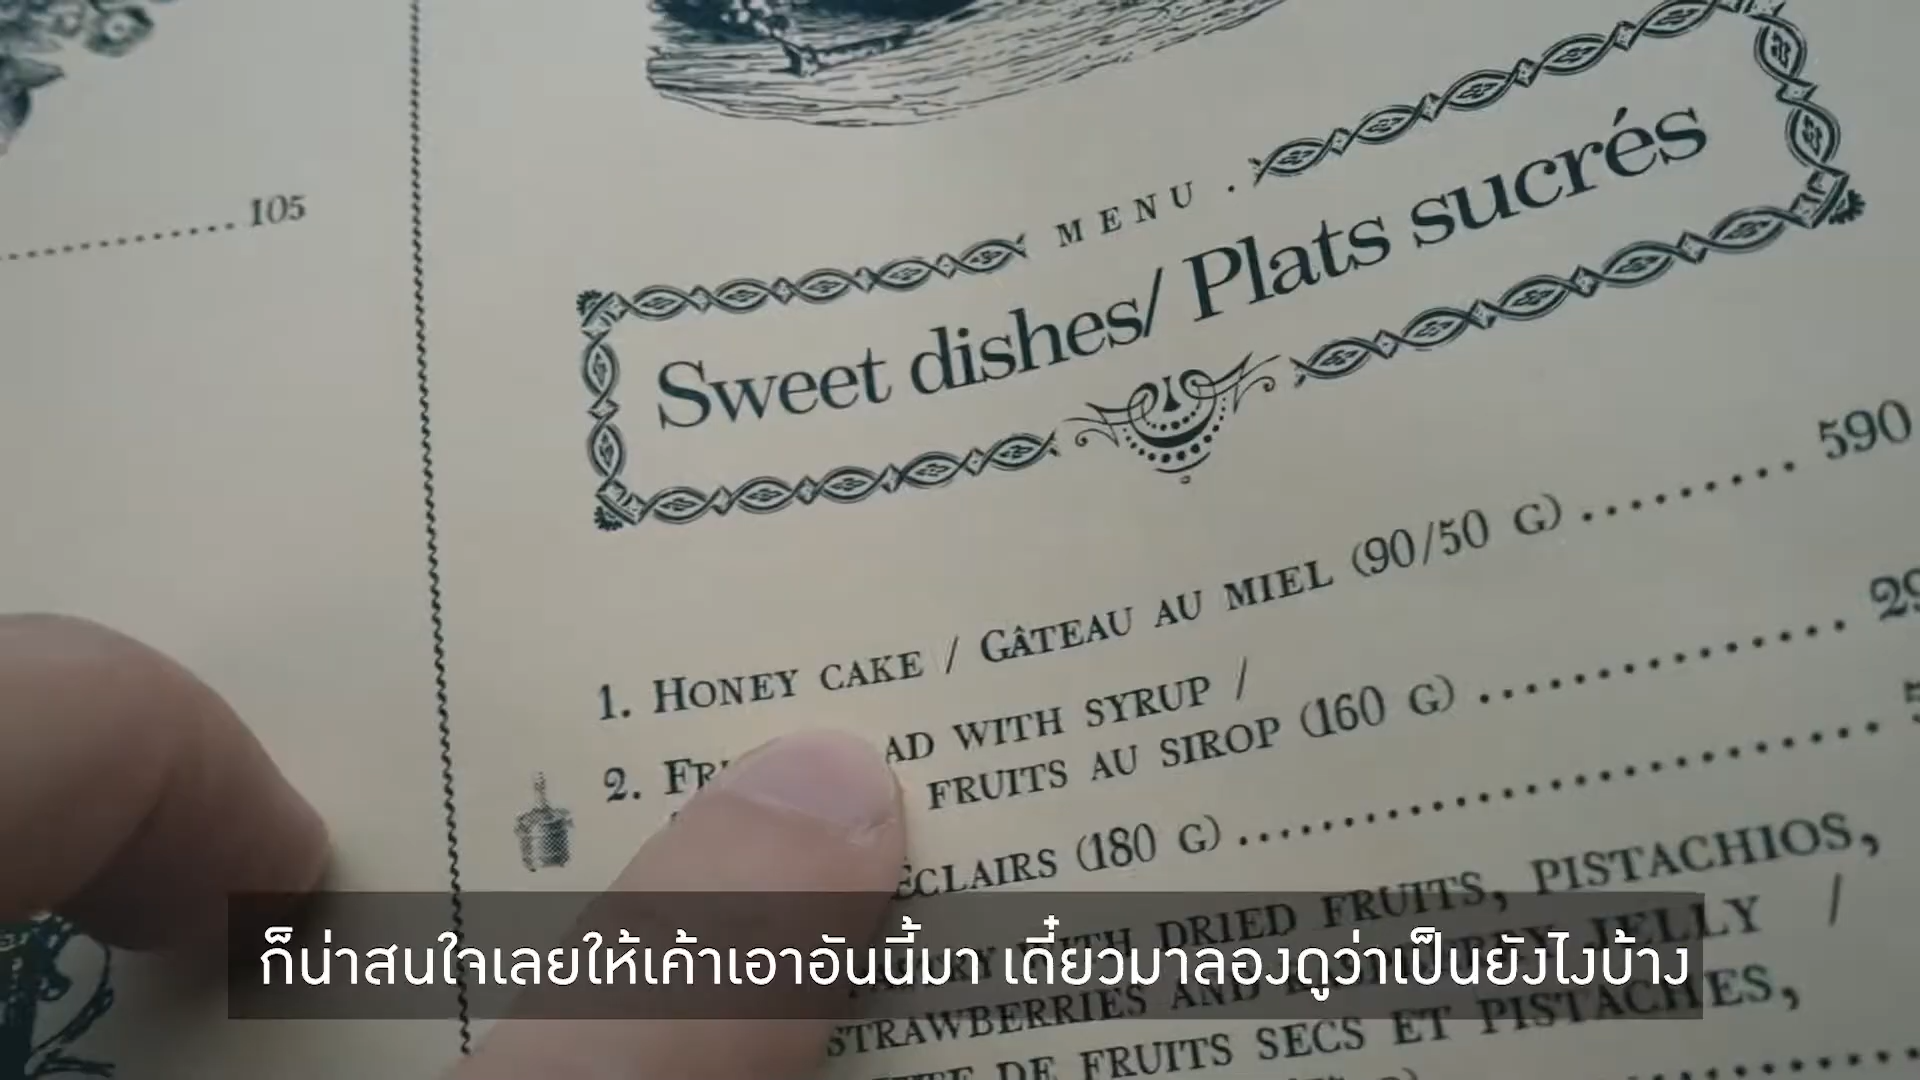 105
MENU .
Sweet dishes/ Plats sucrés
1. HONEY CAKE / GÂTEAU AU MIEL (90/50 G) ......... 590
2. WITH SYRUP /
FRUITS AU SIROP (160 G)
ÉCLAIRS (180 G)
WITH DRIED FRUITS, PISTACHIOS,
STRAWBERRIES AND JELLY /
DE FRUITS SECS ET PISTACHES,
ก็น่าสนใจเลยให้เค้าเอาอันนี้มา เดี๋ยวมาลองดูว่าเป็นยังไงบ้าง